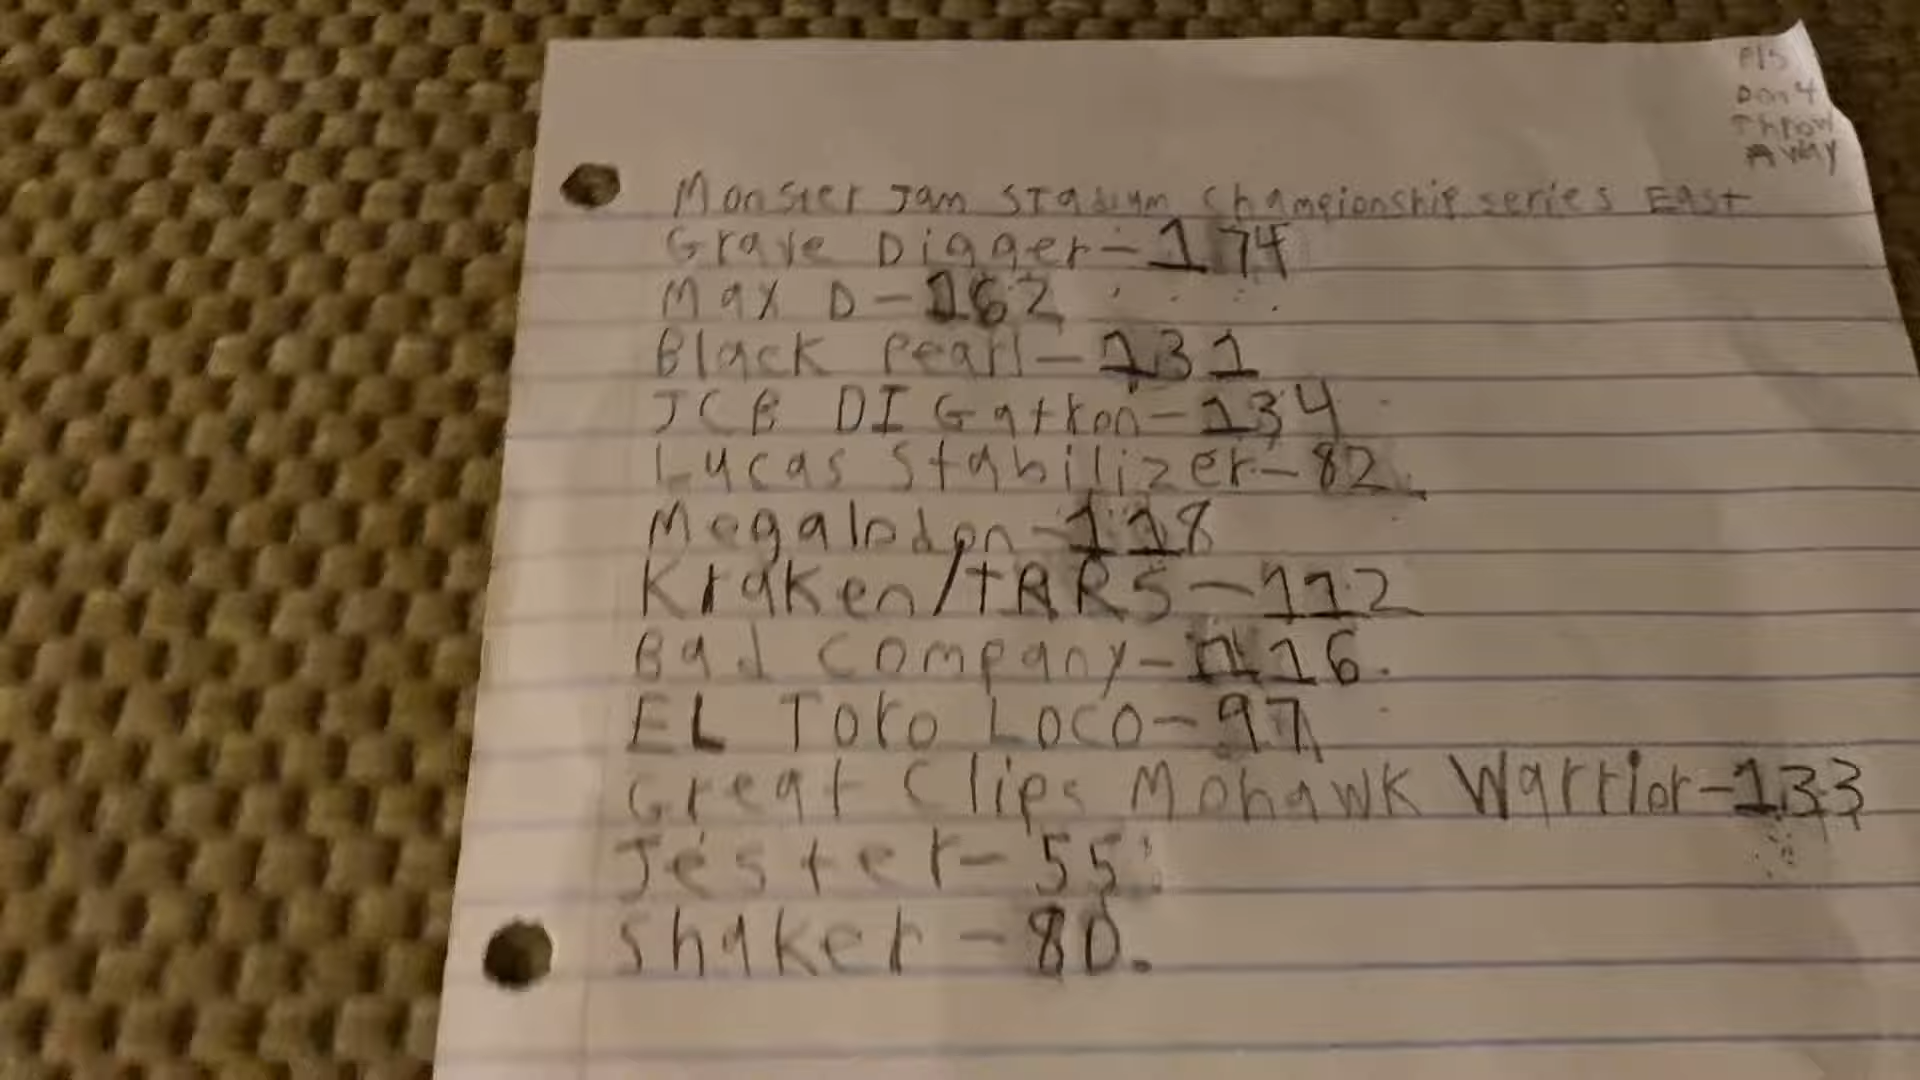 Pls
Don4
Throw
Away
Monster Jam Stadium Championship series East
Grave Digger-174
Max D-162
Black Pearl-131
JCB DIGatron-134
Lucas Stabilizer-82
Megalodon-118
Kraken/TRRS-112
Bad Company-116
EL Toro Loco-97
Great Clips Mohawk Warrior-133
Jester-55
Shaker-80.